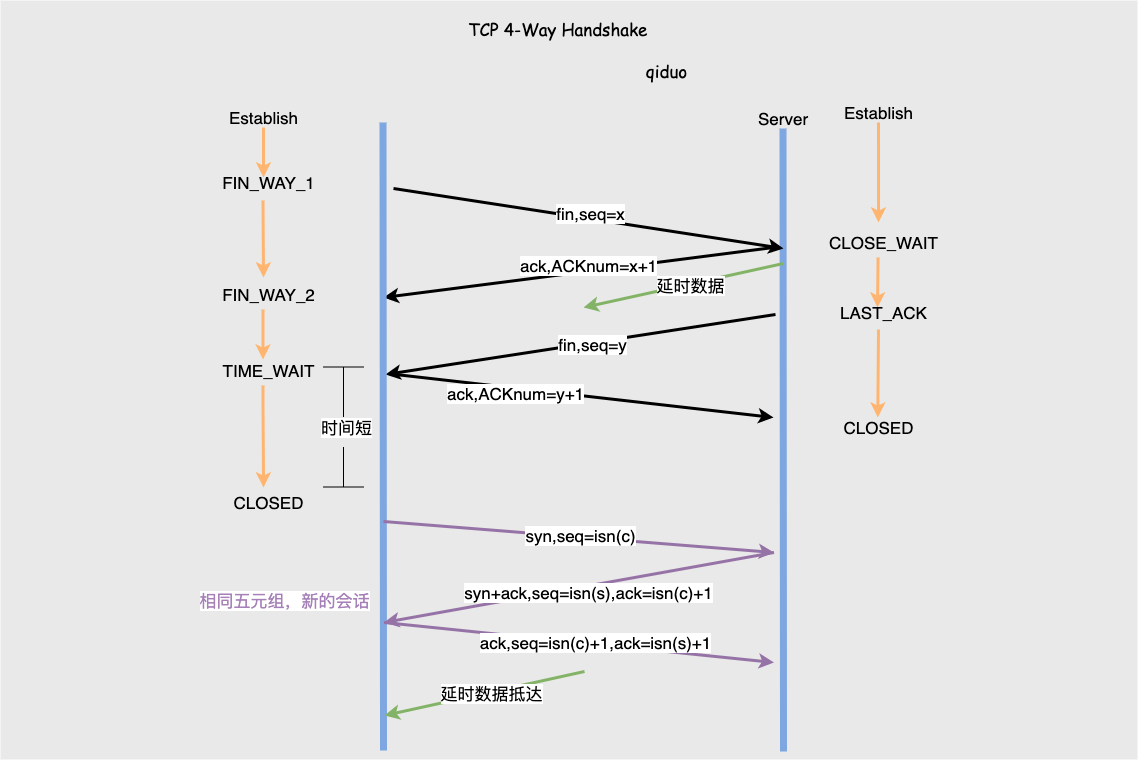 TCP 4-Way Handshake
qiduo
Establish
Server
Establish
FIN_WAY_1
fin,seq=x
CLOSE_WAIT
ack,ACKnum=x+1
延时数据
FIN_WAY_2
LAST_ACK
fin,seq=y
TIME_WAIT
ack,ACKnum=y+1
时间短
CLOSED
CLOSED
syn,seq=isn(c)
syn+ack,seq=isn(s),ack=isn(c)+1
相同五元组，新的会话
ack,seq=isn(c)+1,ack=isn(s)+1
延时数据抵达